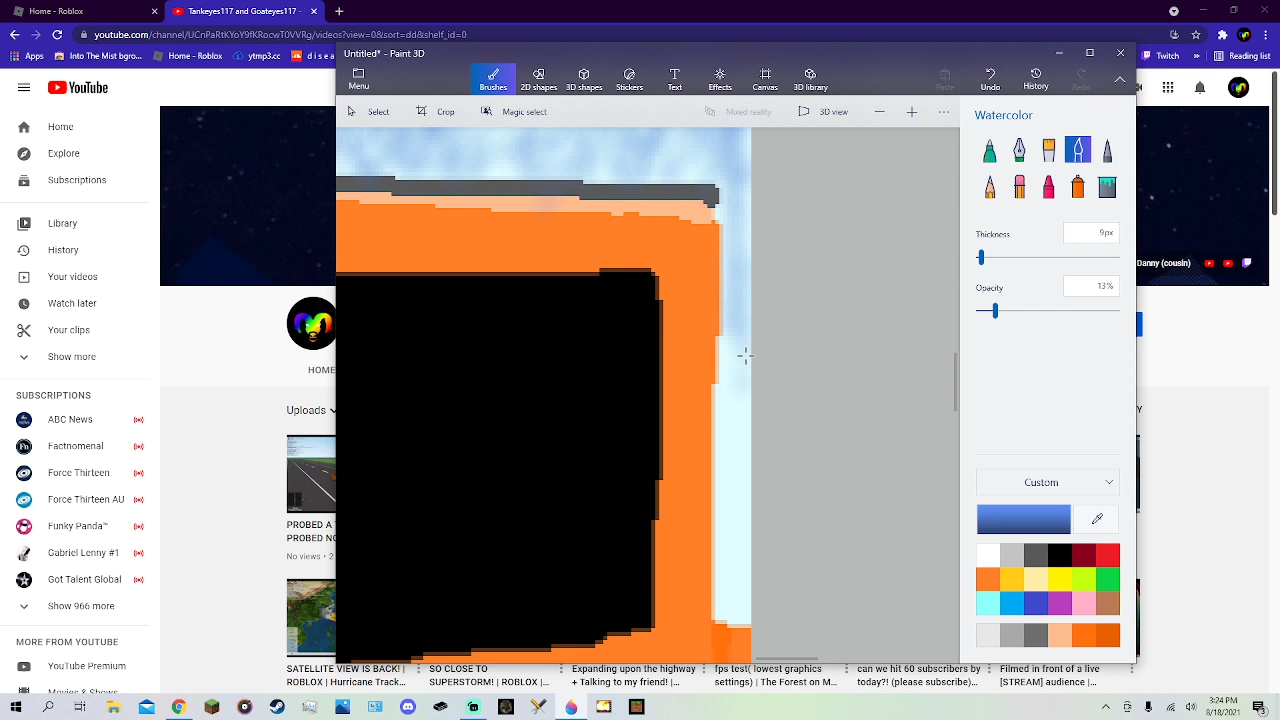 Home - Roblox
Tankeyes117 and Goateyes117 -
youtube.com/channel/UCnPaRtKYoY9fKRocwT0VVRg/videos?view=0&sort=dd&shelf_id=0
Apps
Into The Mist bgro...
Home - Roblox
ytmp3.cc
d i s e a
Twitch
Reading list
YouTube
Home
Explore
Subscriptions
Library
History
Your videos
Watch later
Your clips
Show more
SUBSCRIPTIONS
ABC News
Factnomenal
Force Thirteen
Force Thirteen AU
Funky Panda™
Gabriel Lenny #1
Got Talent Global
Show 966 more
MORE FROM YOUTUBE
YouTube Premium
Movies & Shows
HOME
Uploads
PROBED A
PROBED NO
No views • 2
SATELLITE VIEW IS BACK! |
ROBLOX | Hurricane Track...
SO CLOSE TO
SUPERSTORM! | ROBLOX |...
Expanding upon the highway
+ Talking to my friend! |...
fps test( lowest graphics
settings) | The Forest on M...
can we hit 60 subscribers by
today?! (please subscribe)...
Filmed in front of a live
[STREAM] audience |...
Danny (cousin)
Untitled* - Paint 3D
Menu
Brushes
2D shapes
3D shapes
Stickers
Text
Effects
Canvas
3D library
Paste
Undo
History
Redo
Select
Crop
Magic select
Mixed reality
3D view
Watercolor
Thickness
9px
Opacity
13%
Custom
3:24 PM
8/18/2021